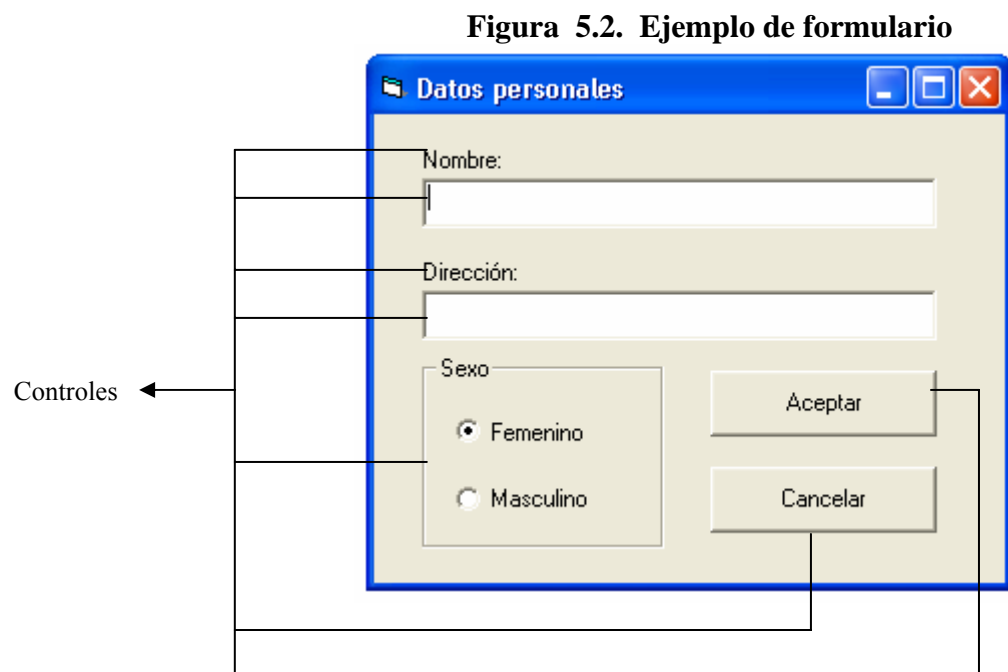 Figura 5.2. Ejemplo de formulario
Datos personales
Nombre:
Dirección:
Controles
Sexo
Femenino
Masculino
Aceptar
Cancelar